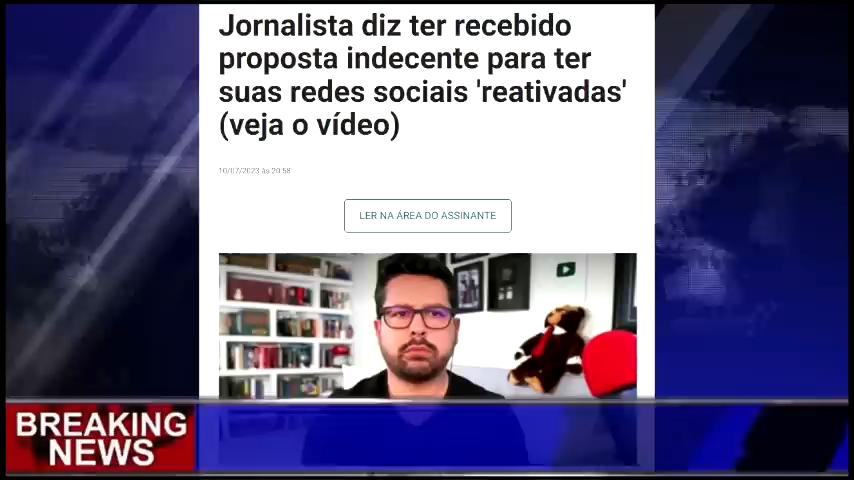 Jornalista diz ter recebido
proposta indecente para ter
suas redes sociais 'reativadas'
(veja o vídeo)
10/07/2023 às 20:58
LER NA ÁREA DO ASSINANTE
BREAKING
NEWS